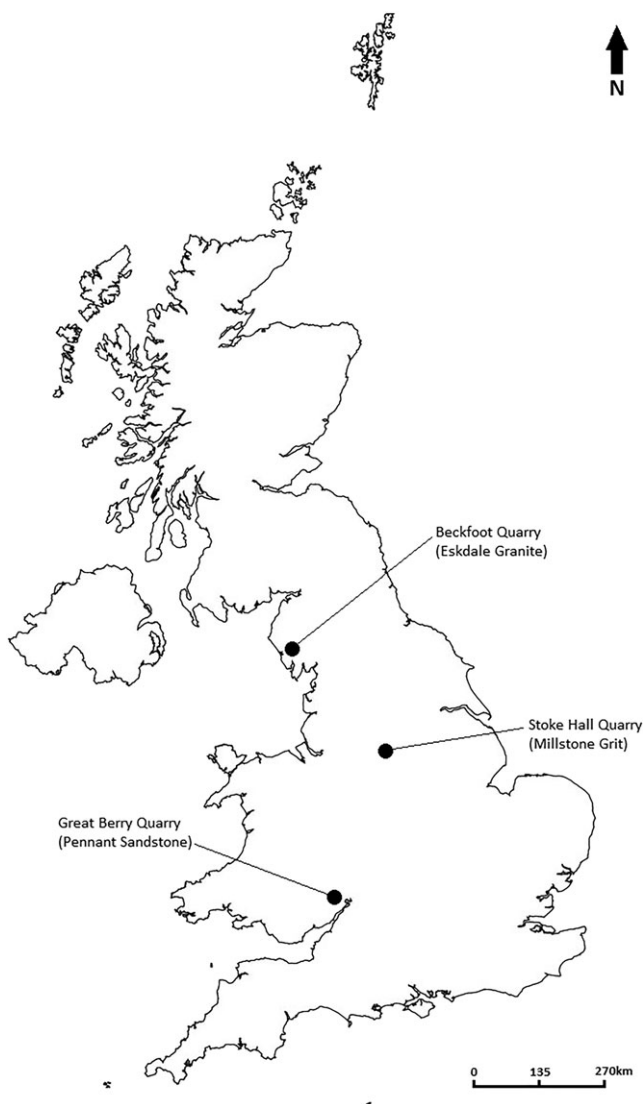 N
Beckfoot Quarry
(Eskdale Granite)
Stoke Hall Quarry
(Millstone Grit)
Great Berry Quarry
(Pennant Sandstone)
0 135 270km